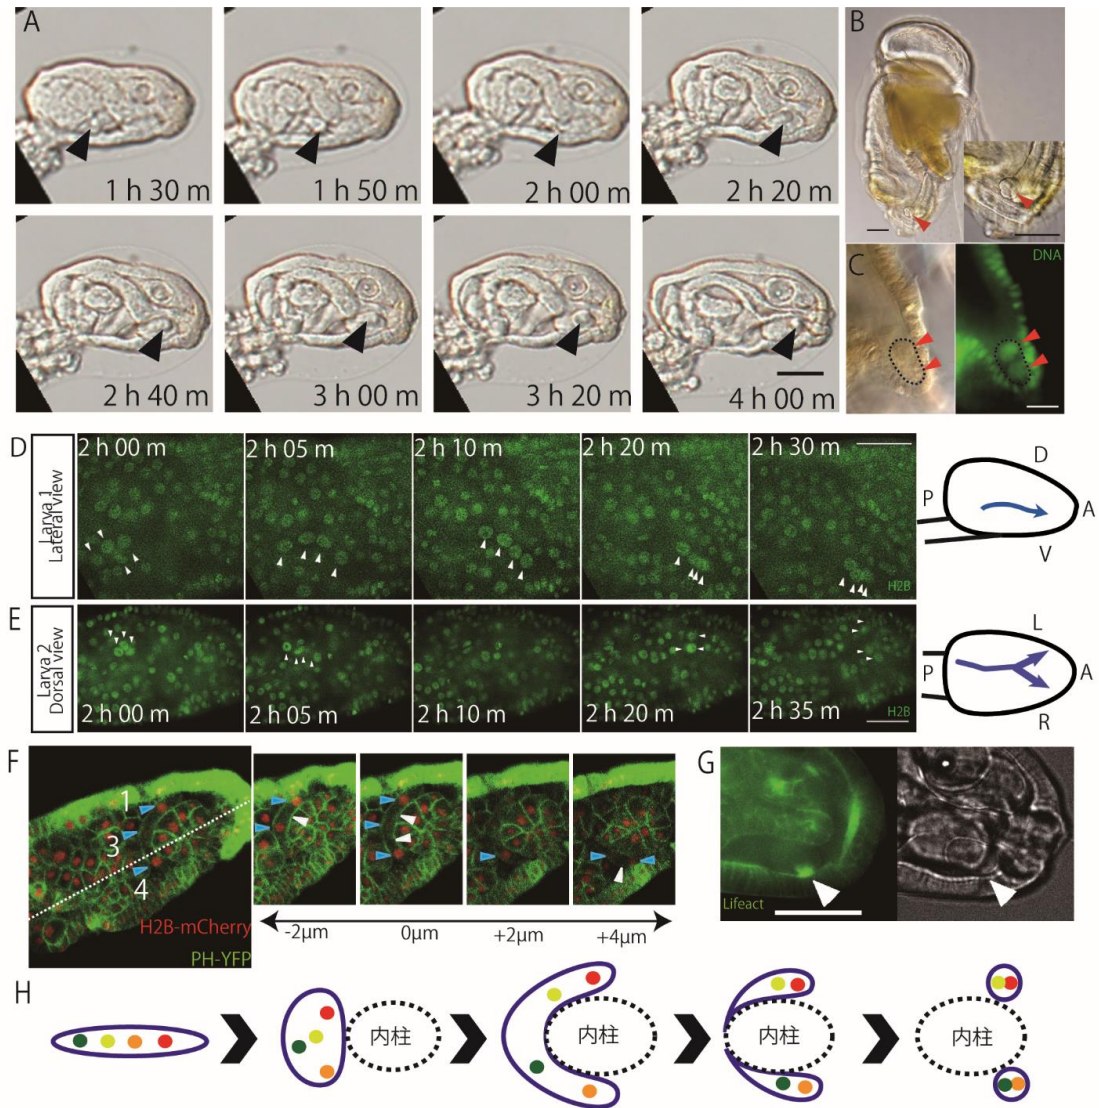 A
1 h 30 m
1 h 50 m
2 h 00 m
2 h 20 m
2 h 40 m
3 h 00 m
3 h 20 m
4 h 00 m
B
C
DNA
D
Larva 1
Lateral view
2 h 00 m
2 h 05 m
2 h 10 m
2 h 20 m
2 h 30 m
H2B
D
P
A
V
E
Larva 2
Dorsal view
2 h 00 m
2 h 05 m
2 h 10 m
2 h 20 m
2 h 35 m
H2B
L
P
A
R
F
1
3
4
H2B-mCherry
PH-YFP
-2μm
0μm
+2μm
+4μm
G
Lifeact
H
内柱
内柱
内柱
内柱